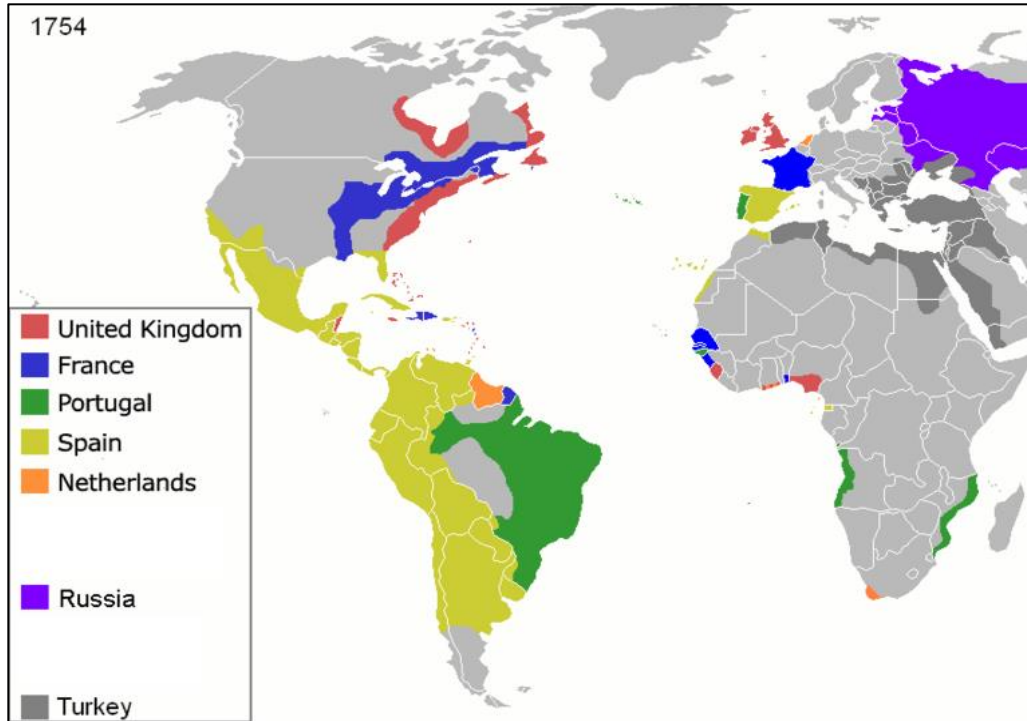 1754
United Kingdom
France
Portugal
Spain
Netherlands
Russia
Turkey